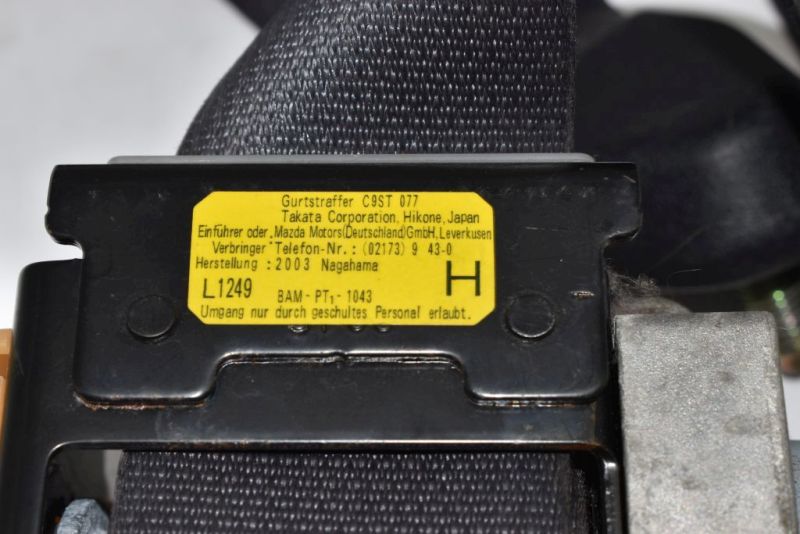 Gurtstraffer C9ST 077
Takata Corporation, Hikone, Japan
Einführer oder Mazda Motors(Deutschland)GmbH, Leverkusen
Verbringer Telefon-Nr.: (02173) 9 43-0
Herstellung : 2003 Nagahama
H
L1249 BAM - PT₁ - 1043
Umgang nur durch geschultes Personal erlaubt.